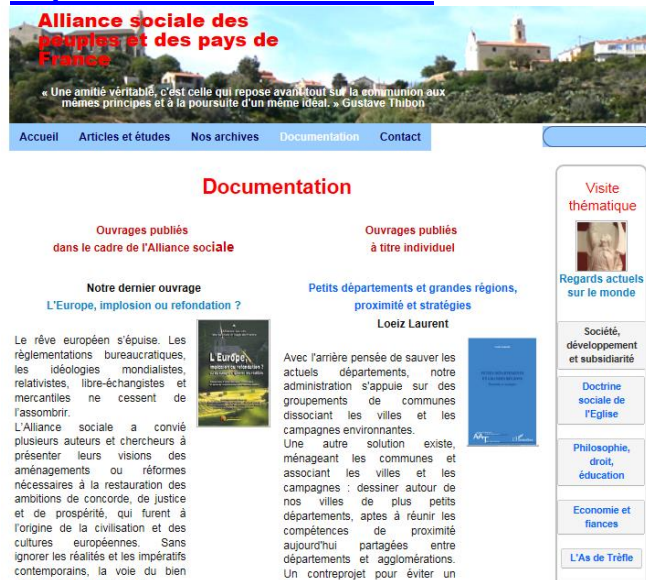 Alliance sociale des
peuples et des pays de
France
« Une amitié véritable, c'est celle qui repose avant tout sur la communion aux
mêmes principes et à la poursuite d'un même idéal. » Gustave Thibon
Accueil Articles et études Nos archives Documentation Contact
Documentation
Ouvrages publiés
dans le cadre de l'Alliance sociale
Notre dernier ouvrage
L'Europe, implosion ou refondation ?
Le rêve européen s'épuise. Les
règlementations bureaucratiques,
les idéologies mondialistes,
relativistes, libre-échangistes et
mercantiles ne cessent de
l'assombrir.
L'Alliance sociale a convié
plusieurs auteurs et chercheurs à
présenter leurs visions des
aménagements ou réformes
nécessaires à la restauration des
ambitions de concorde, de justice
et de prospérité, qui furent à
l'origine de la civilisation et des
cultures européennes. Sans
ignorer les réalités et les impératifs
contemporains, la voie du bien
L'Europe,
implosion ou refondation ?
Ouvrages publiés
à titre individuel
Petits départements et grandes régions,
proximité et stratégies
Loeiz Laurent
Avec l'arrière pensée de sauver les
actuels départements, notre
administration s'appuie sur des
groupements de communes
dissociant les villes et les
campagnes environnantes.
Une autre solution existe,
ménageant les communes et
associant les villes et les
campagnes : dessiner autour de
nos villes de plus petits
départements, aptes à réunir les
compétences de proximité
aujourd'hui partagées entre
départements et agglomérations.
Un contreprojet pour éviter un
Visite
thématique
Regards actuels
sur le monde
Société,
développement
et subsidiarité
Doctrine
sociale de
l'Eglise
Philosophie,
droit,
éducation
Economie et
fiances
L'As de Trêfle